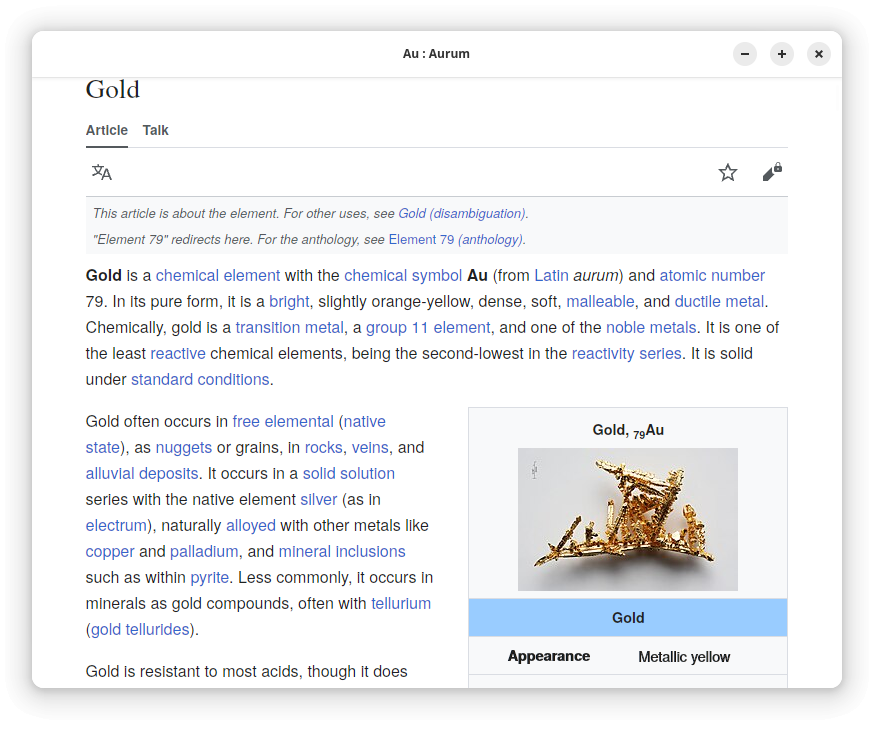 Au : Aurum
Gold
Article Talk
This article is about the element. For other uses, see Gold (disambiguation).
"Element 79" redirects here. For the anthology, see Element 79 (anthology).
Gold is a chemical element with the chemical symbol Au (from Latin aurum) and atomic number
79. In its pure form, it is a bright, slightly orange-yellow, dense, soft, malleable, and ductile metal.
Chemically, gold is a transition metal, a group 11 element, and one of the noble metals. It is one of
the least reactive chemical elements, being the second-lowest in the reactivity series. It is solid
under standard conditions.
Gold often occurs in free elemental (native
state), as nuggets or grains, in rocks, veins, and
alluvial deposits. It occurs in a solid solution
series with the native element silver (as in
electrum), naturally alloyed with other metals like
copper and palladium, and mineral inclusions
such as within pyrite. Less commonly, it occurs in
minerals as gold compounds, often with tellurium
(gold tellurides).
Gold is resistant to most acids, though it does
Gold, 79Au
Gold
Appearance Metallic yellow